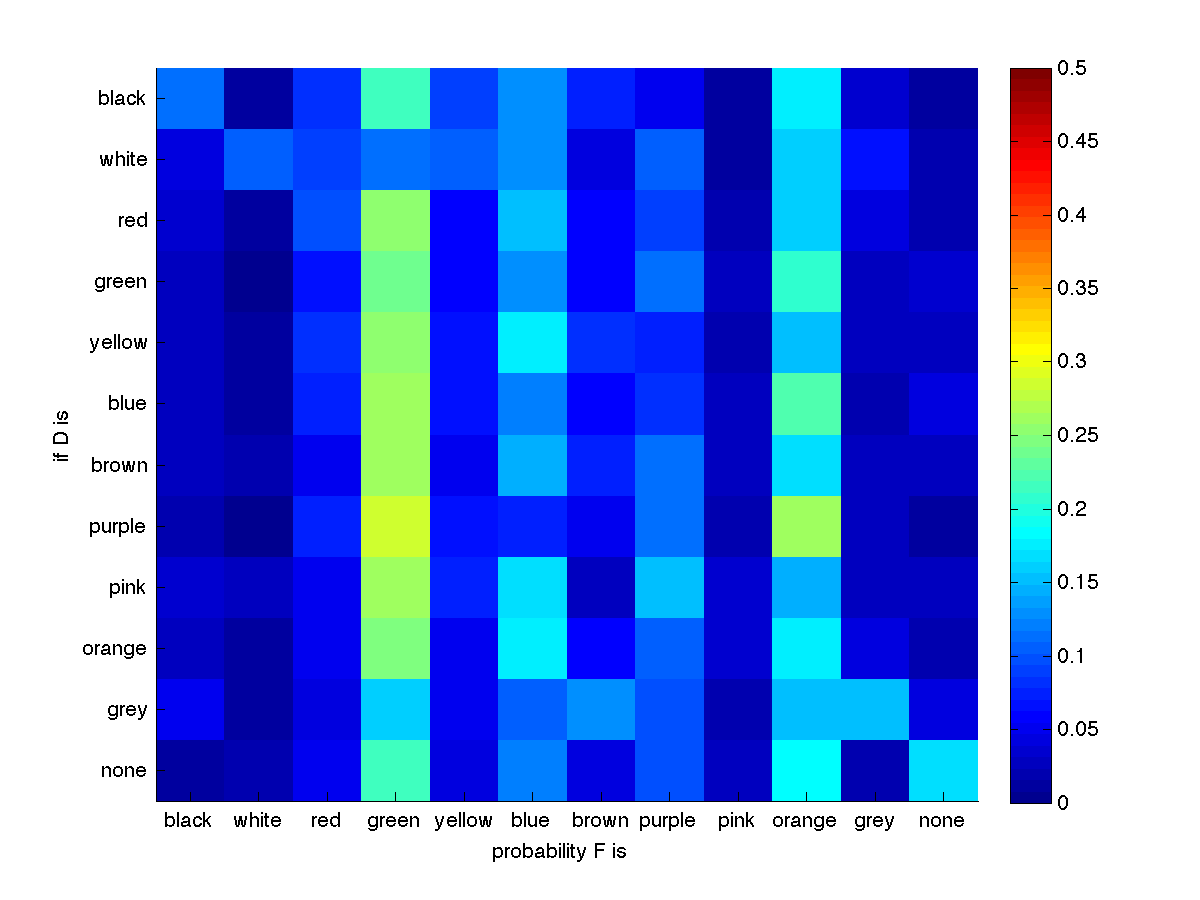 black
white
red
green
yellow
blue
brown
purple
pink
orange
grey
none
if D is
black white red green yellow blue brown purple pink orange grey none
probability F is
0.5
0.45
0.4
0.35
0.3
0.25
0.2
0.15
0.1
0.05
0